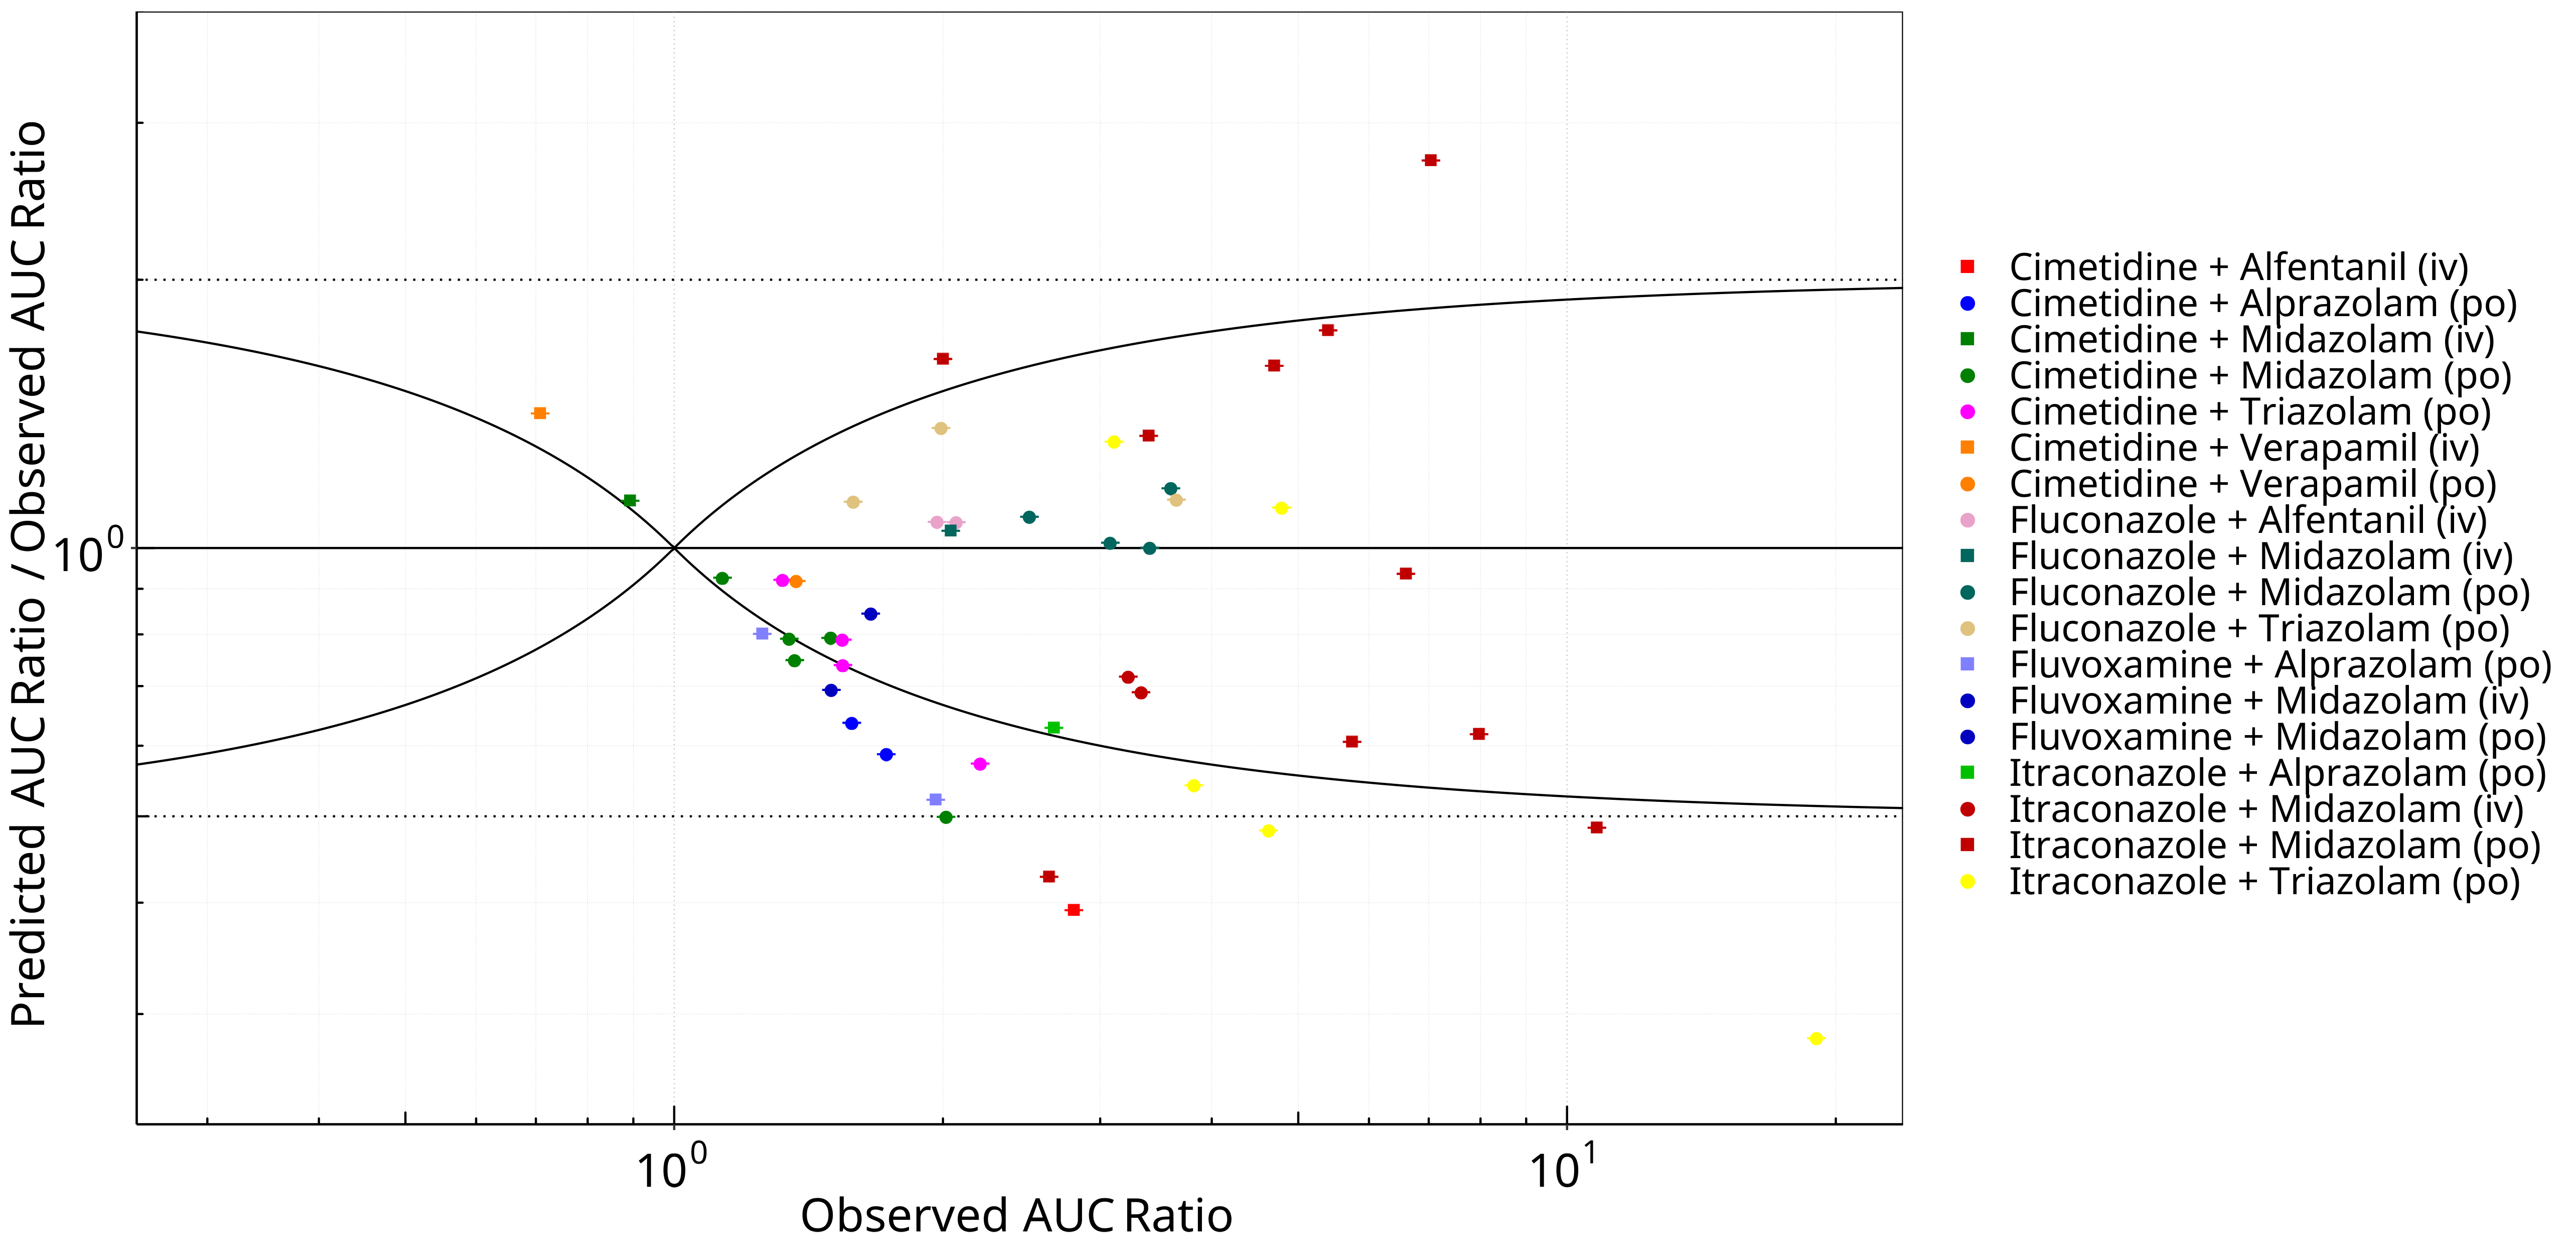 Predicted AUC Ratio / Observed AUC Ratio
10⁰
10⁰
10¹
Observed AUC Ratio
Cimetidine + Alfentanil (iv)
Cimetidine + Alprazolam (po)
Cimetidine + Midazolam (iv)
Cimetidine + Midazolam (po)
Cimetidine + Triazolam (po)
Cimetidine + Verapamil (iv)
Cimetidine + Verapamil (po)
Fluconazole + Alfentanil (iv)
Fluconazole + Midazolam (iv)
Fluconazole + Midazolam (po)
Fluconazole + Triazolam (po)
Fluvoxamine + Alprazolam (po)
Fluvoxamine + Midazolam (iv)
Fluvoxamine + Midazolam (po)
Itraconazole + Alprazolam (po)
Itraconazole + Midazolam (iv)
Itraconazole + Midazolam (po)
Itraconazole + Triazolam (po)